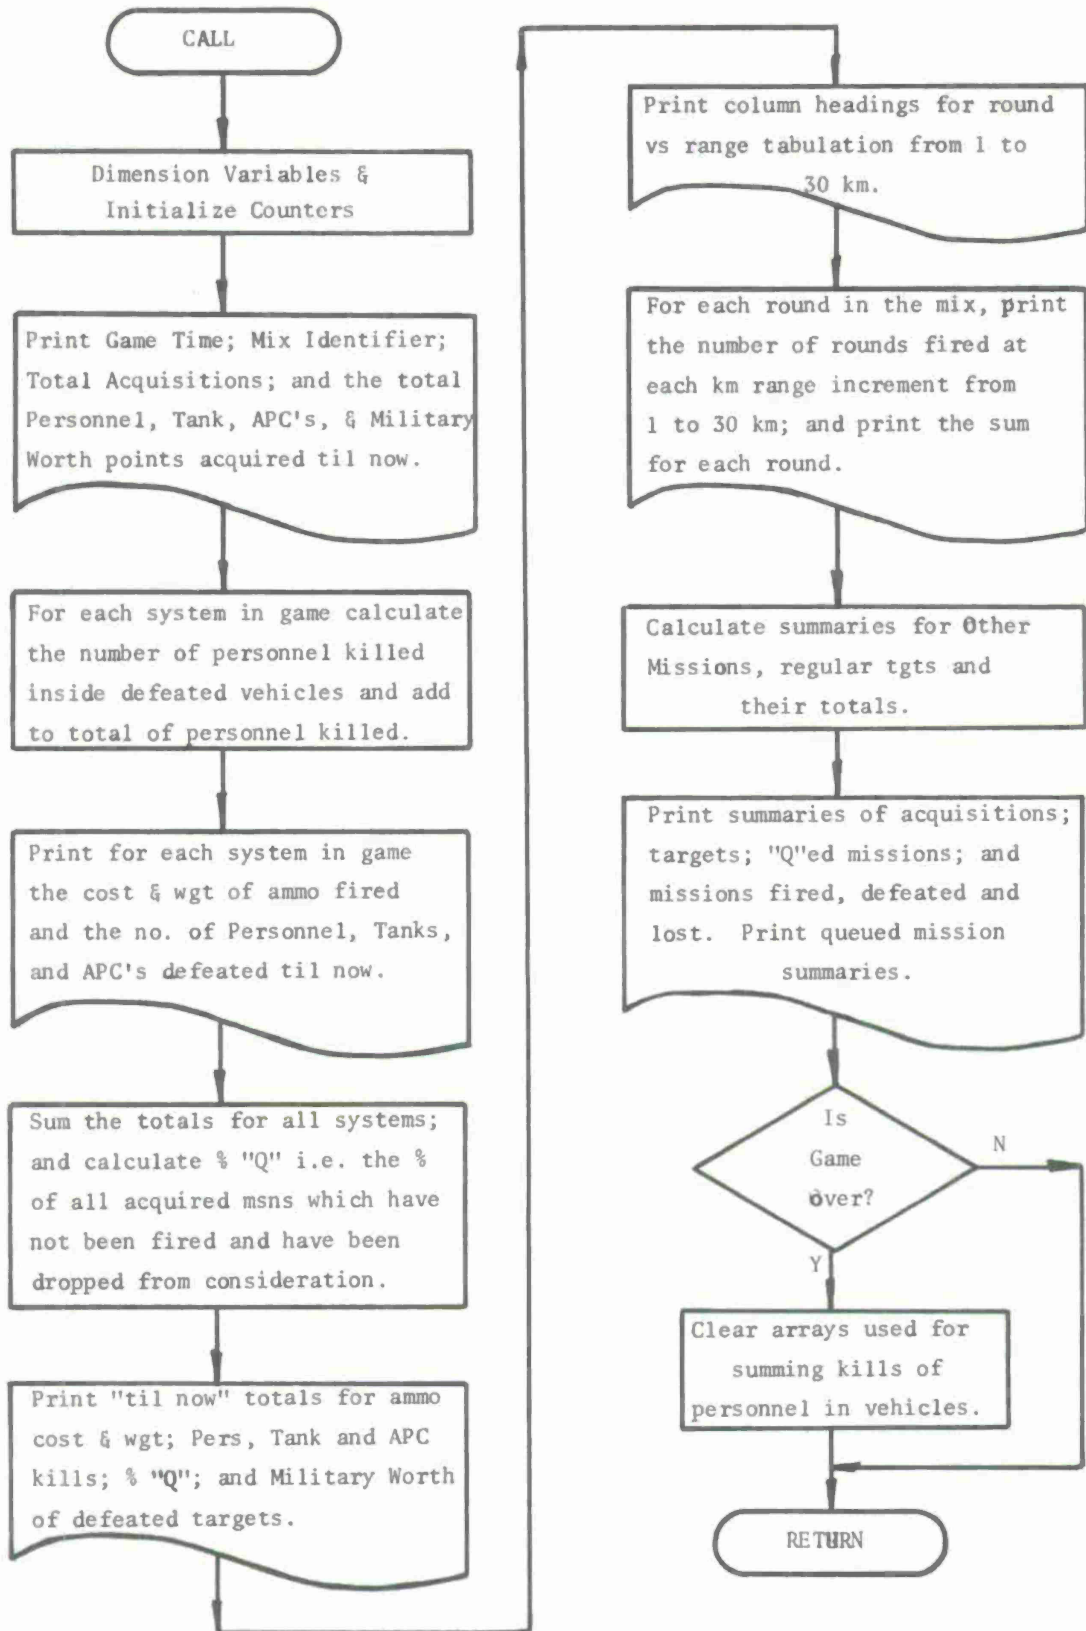 CALL
Dimension Variables &
Initialize Counters
Print Game Time; Mix Identifier;
Total Acquisitions; and the total
Personnel, Tank, APC's, & Military
Worth points acquired til now.
For each system in game calculate
the number of personnel killed
inside defeated vehicles and add
to total of personnel killed.
Print for each system in game
the cost & wgt of ammo fired
and the no. of Personnel, Tanks,
and APC's defeated til now.
Sum the totals for all systems;
and calculate % "Q" i.e. the %
of all acquired msns which have
not been fired and have been
dropped from consideration.
Print "til now" totals for ammo
cost & wgt; Pers, Tank and APC
kills; % "Q"; and Military Worth
of defeated targets.
Print column headings for round
vs range tabulation from 1 to
30 km.
For each round in the mix, print
the number of rounds fired at
each km range increment from
1 to 30 km; and print the sum
for each round.
Calculate summaries for Other
Missions, regular tgts and
their totals.
Print summaries of acquisitions;
targets; "Q"ed missions; and
missions fired, defeated and
lost. Print queued mission
summaries.
Is
Game
over?
N
Y
Clear arrays used for
summing kills of
personnel in vehicles.
RETURN